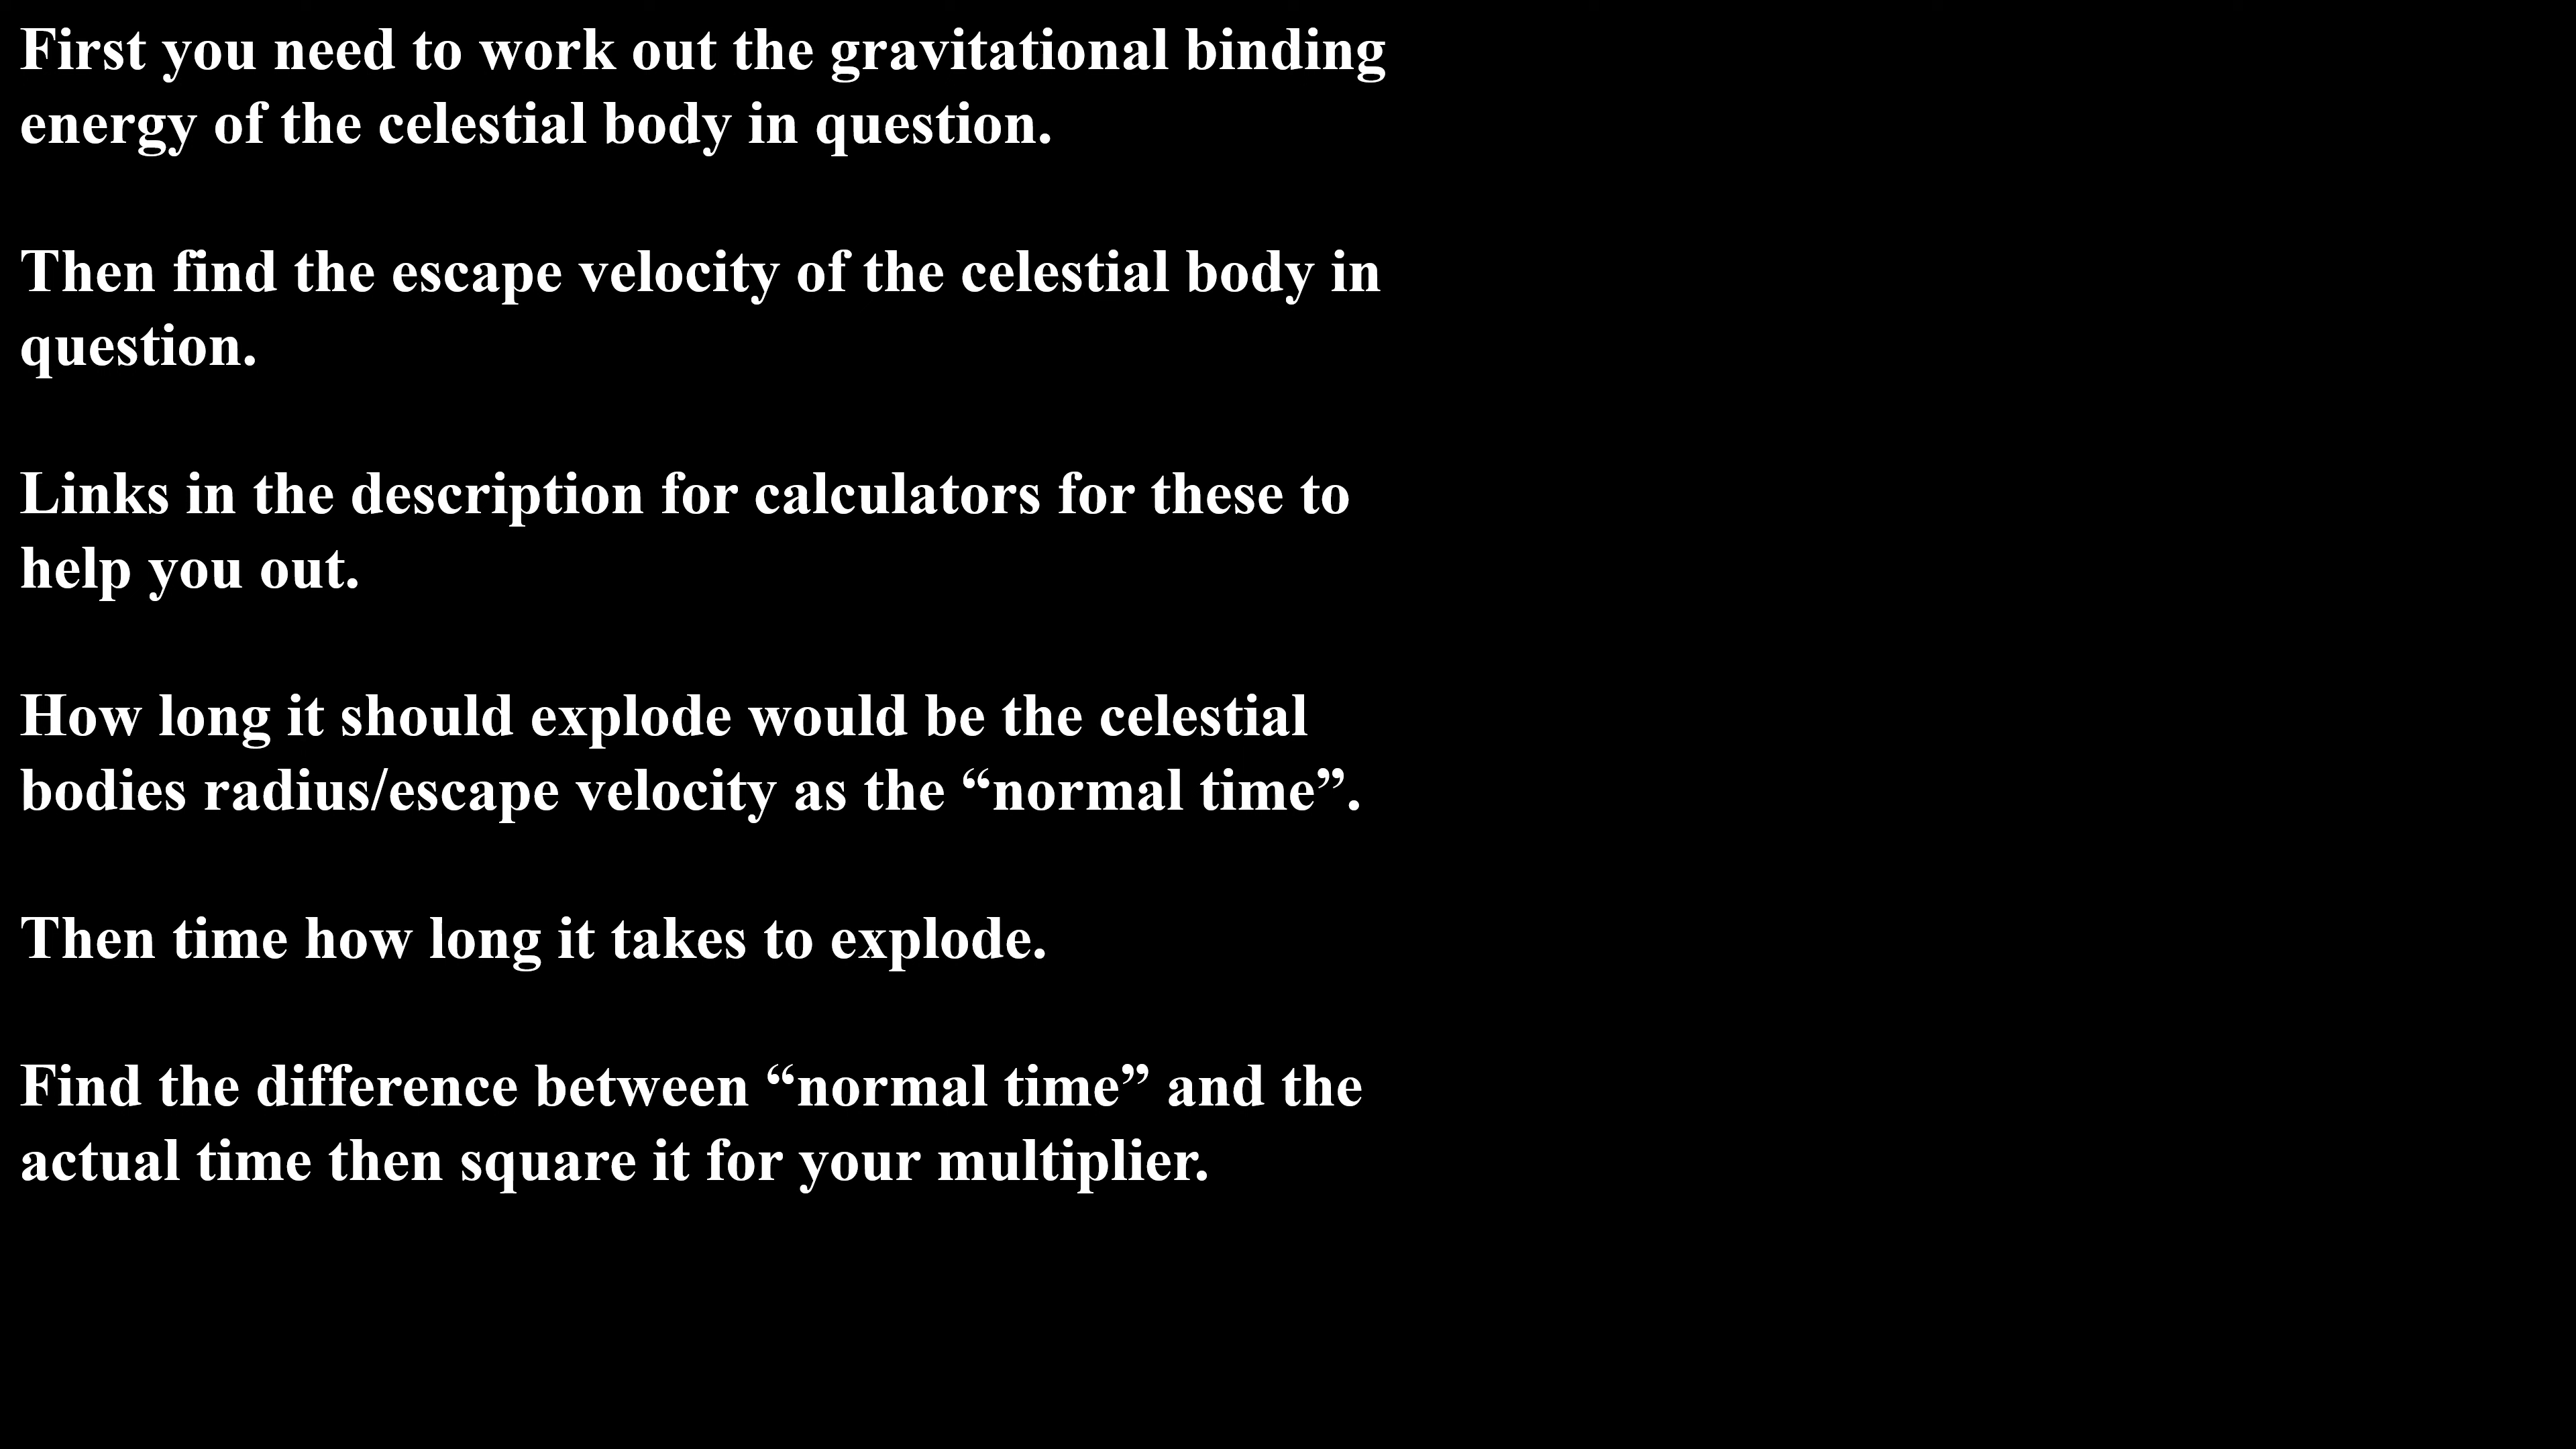 First you need to work out the gravitational binding
energy of the celestial body in question.
Then find the escape velocity of the celestial body in
question.
Links in the description for calculators for these to
help you out.
How long it should explode would be the celestial
bodies radius/escape velocity as the “normal time”.
Then time how long it takes to explode.
Find the difference between “normal time” and the
actual time then square it for your multiplier.